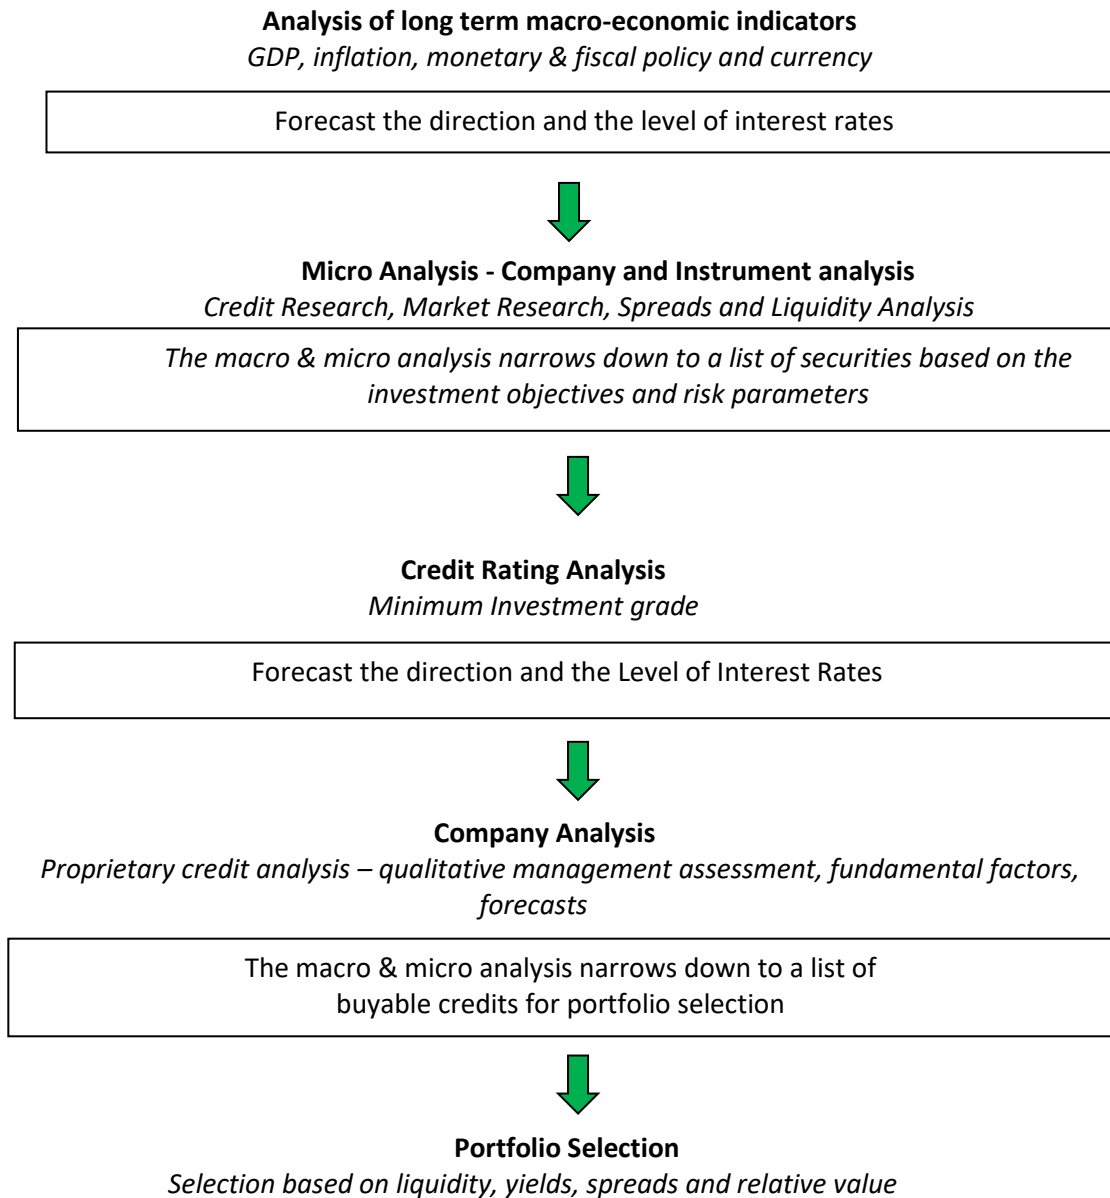 Analysis of long term macro-economic indicators
GDP, inflation, monetary & fiscal policy and currency
Forecast the direction and the level of interest rates
Micro Analysis - Company and Instrument analysis
Credit Research, Market Research, Spreads and Liquidity Analysis
The macro & micro analysis narrows down to a list of securities based on the
investment objectives and risk parameters
Credit Rating Analysis
Minimum Investment grade
Forecast the direction and the Level of Interest Rates
Company Analysis
Proprietary credit analysis – qualitative management assessment, fundamental factors,
forecasts
The macro & micro analysis narrows down to a list of
buyable credits for portfolio selection
Portfolio Selection
Selection based on liquidity, yields, spreads and relative value